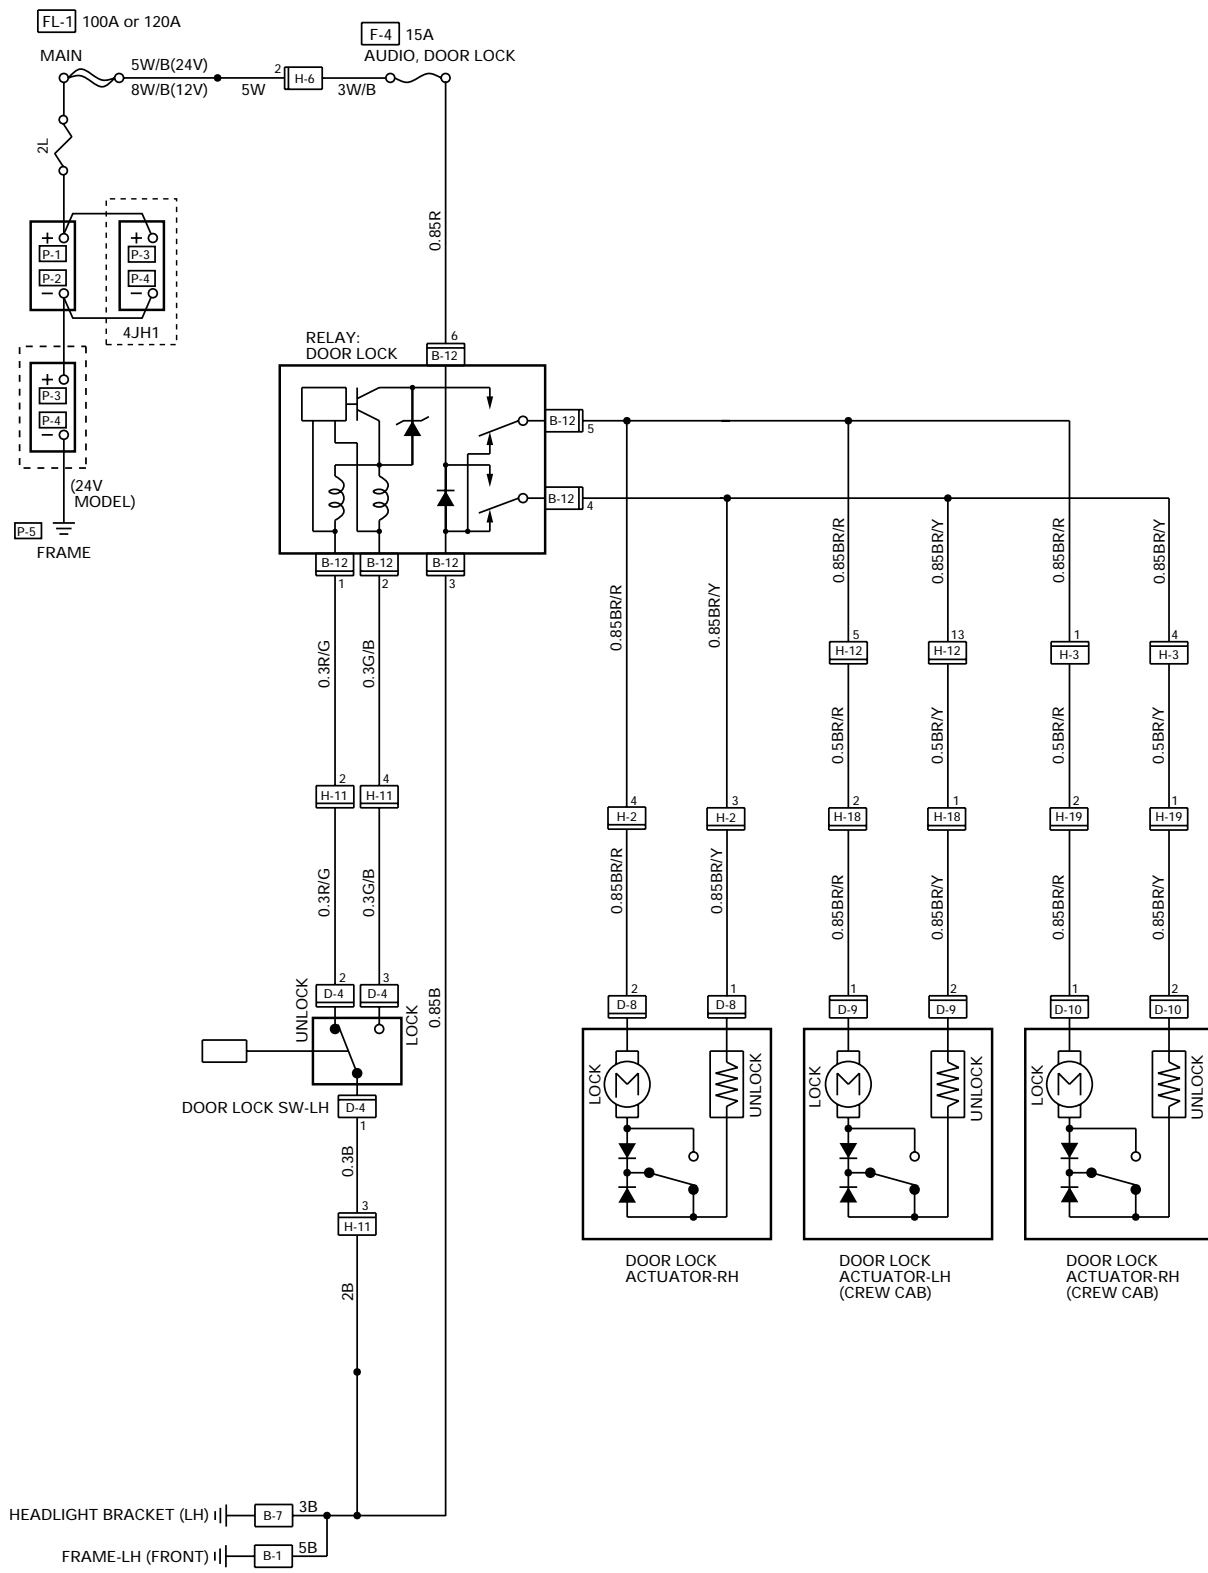 FL-1 100A or 120A
F-4 15A
MAIN
AUDIO, DOOR LOCK
5W/B(24V)
2
H-6
8W/B(12V)
5W
3W/B
2L
0.85R
+
+
P-1
P-3
P-2
P-4
−
−
4JH1
RELAY:
DOOR LOCK
6
B-12
+
P-3
P-4
−
B-12
5
(24V
MODEL)
B-12
4
P-5
FRAME
B-12
B-12
B-12
1
2
3
0.85BR/R
0.85BR/Y
0.85BR/R
0.85BR/Y
0.85BR/R
0.85BR/Y
0.3R/G
0.3G/B
5
13
1
4
H-12
H-12
H-3
H-3
0.5BR/R
0.5BR/Y
0.5BR/R
0.5BR/Y
2
4
H-11
H-11
4
3
2
1
2
1
H-2
H-2
H-18
H-18
H-19
H-19
0.3R/G
0.3G/B
0.85BR/R
0.85BR/Y
0.85BR/R
0.85BR/Y
0.85BR/R
0.85BR/Y
2
3
D-4
D-4
UNLOCK
LOCK
0.85B
2
1
1
2
1
2
D-8
D-8
D-9
D-9
D-10
D-10
LOCK
M
UNLOCK
LOCK
M
UNLOCK
LOCK
M
UNLOCK
DOOR LOCK SW-LH
D-4
1
0.3B
3
H-11
2B
DOOR LOCK
ACTUATOR-RH
DOOR LOCK
ACTUATOR-LH
(CREW CAB)
DOOR LOCK
ACTUATOR-RH
(CREW CAB)
HEADLIGHT BRACKET (LH)
B-7
3B
FRAME-LH (FRONT)
B-1
5B